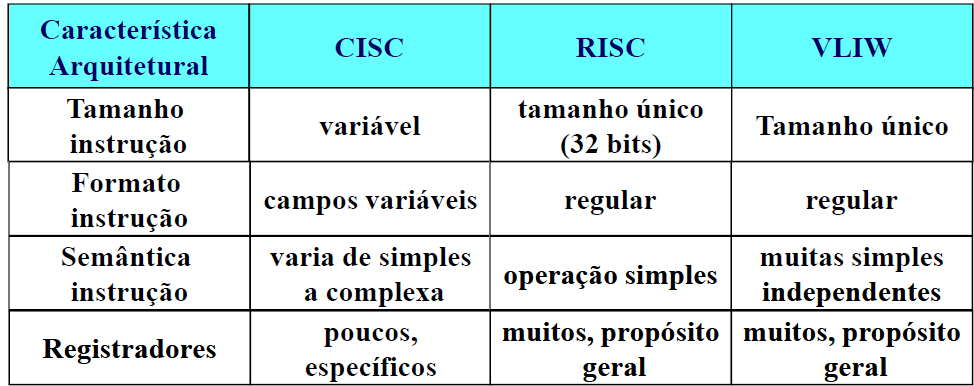 Característica
Arquitetural
CISC
RISC
VLIW
Tamanho
instrução
variável
tamanho único
(32 bits)
Tamanho único
Formato
instrução
campos variáveis
regular
regular
Semântica
instrução
varia de simples
a complexa
operação simples
muitas simples
independentes
Registradores
poucos,
específicos
muitos, propósito
geral
muitos, propósito
geral